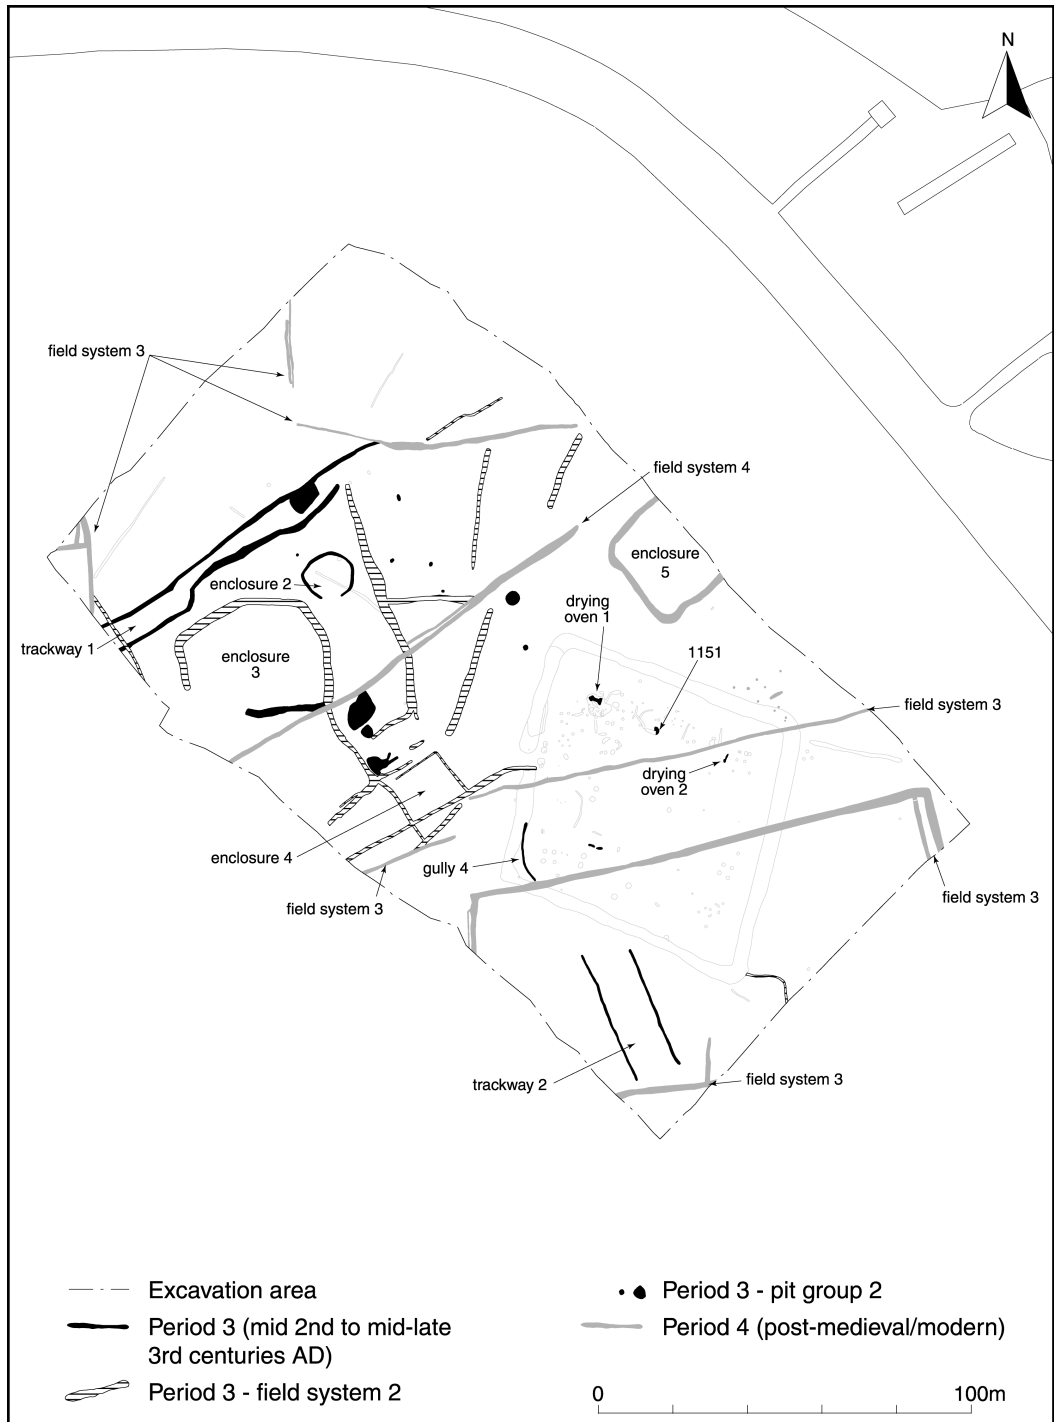 N
field system 3
field system 4
enclosure
5
enclosure 2
drying
oven 1
trackway 1
enclosure
3
1151
field system 3
drying
oven 2
enclosure 4
gully 4
field system 3
field system 3
trackway 2
field system 3
Excavation area
Period 3 - pit group 2
Period 3 (mid 2nd to mid-late
3rd centuries AD)
Period 4 (post-medieval/modern)
Period 3 - field system 2
0
100m